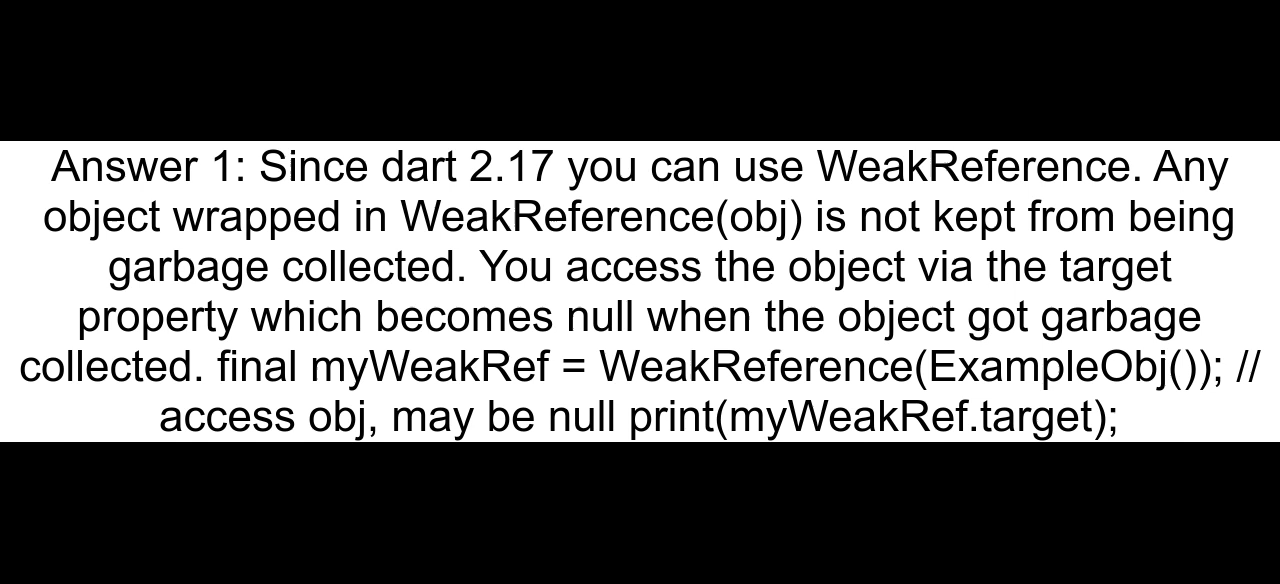 Answer 1: Since dart 2.17 you can use WeakReference. Any
object wrapped in WeakReference(obj) is not kept from being
garbage collected. You access the object via the target
property which becomes null when the object got garbage
collected. final myWeakRef = WeakReference(ExampleObj()); //
access obj, may be null print(myWeakRef.target);